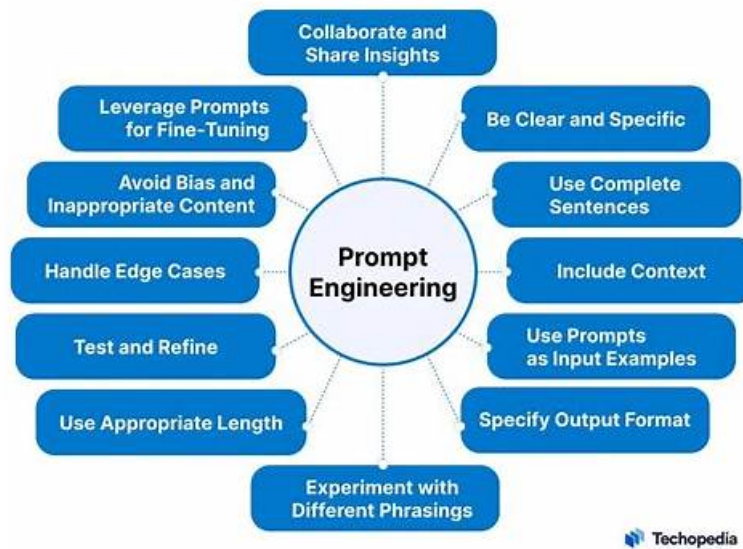 Collaborate and
Share Insights
Leverage Prompts
for Fine-Tuning
Be Clear and Specific
Avoid Bias and
Inappropriate Content
Use Complete
Sentences
Handle Edge Cases
Prompt
Engineering
Include Context
Test and Refine
Use Prompts
as Input Examples
Use Appropriate Length
Specify Output Format
Experiment with
Different Phrasings
Techopedia